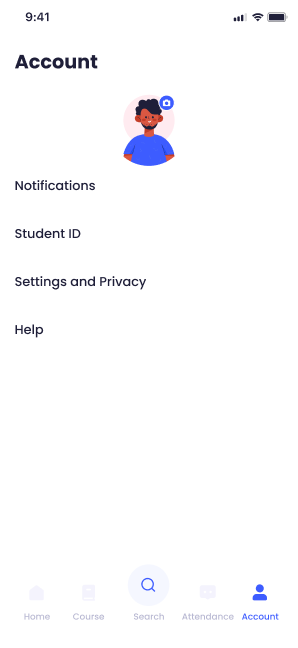 9:41
Account
Notifications
Student ID
Settings and Privacy
Help
Home Course Search Attendance Account